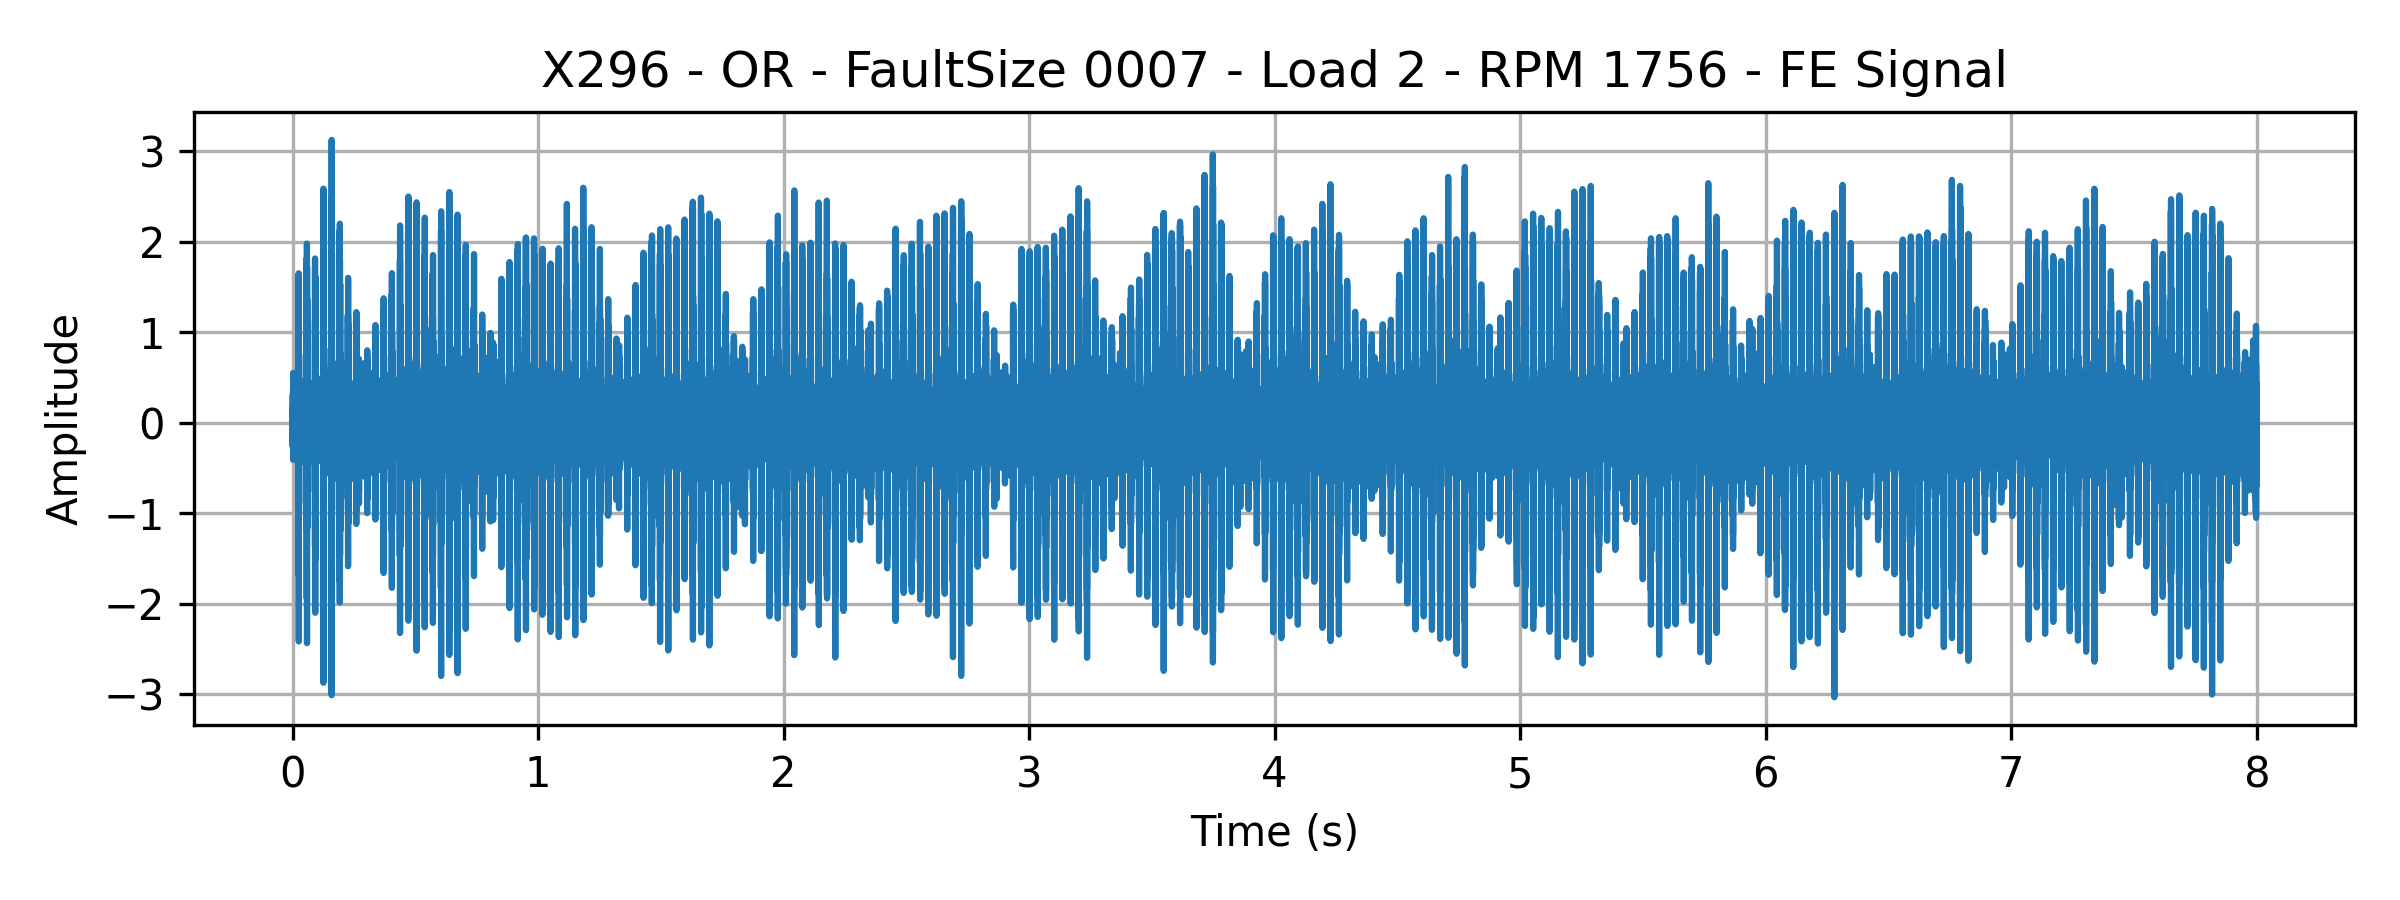 X296 - OR - FaultSize 0007 - Load 2 - RPM 1756 - FE Signal
Amplitude
3
2
1
0
−1
−2
−3
0 1 2 3 4 5 6 7 8
Time (s)